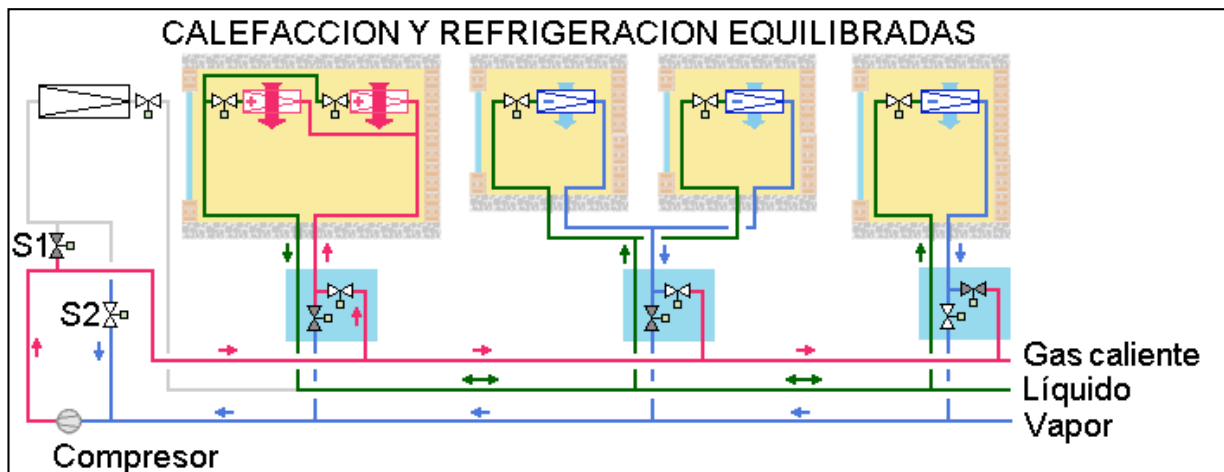 CALEFACCION Y REFRIGERACION EQUILIBRADAS
S1
S2
Gas caliente
Líquido
Vapor
Compresor